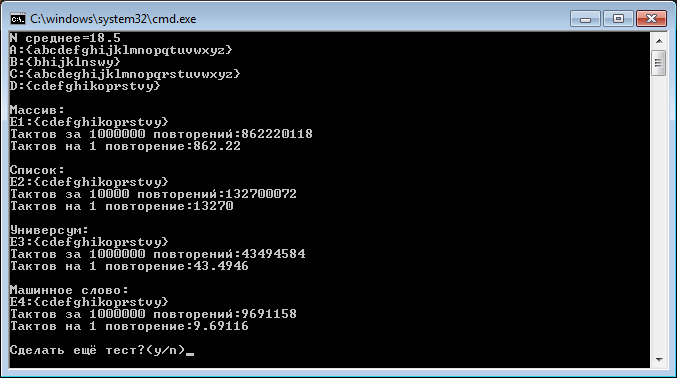 C:\windows\system32\cmd.exe
N среднее=18.5
A:{abcdefghijklmnopqtuvwxyz}
B:{bhijklnswy}
C:{abcdeghijklmnopqrstuvwxyz}
D:{cdefghikoprstvy}
Массив:
E1:{cdefghikoprstvy}
Тактов за 1000000 повторений:862220118
Тактов на 1 повторение:862.22
Список:
E2:{cdefghikoprstvy}
Тактов за 10000 повторений:132700072
Тактов на 1 повторение:13270
Универсум:
E3:{cdefghikoprstvy}
Тактов за 1000000 повторений:43494584
Тактов на 1 повторение:43.4946
Машинное слово:
E4:{cdefghikoprstvy}
Тактов за 1000000 повторений:9691158
Тактов на 1 повторение:9.69116
Сделать ещё тест?(y/n)_